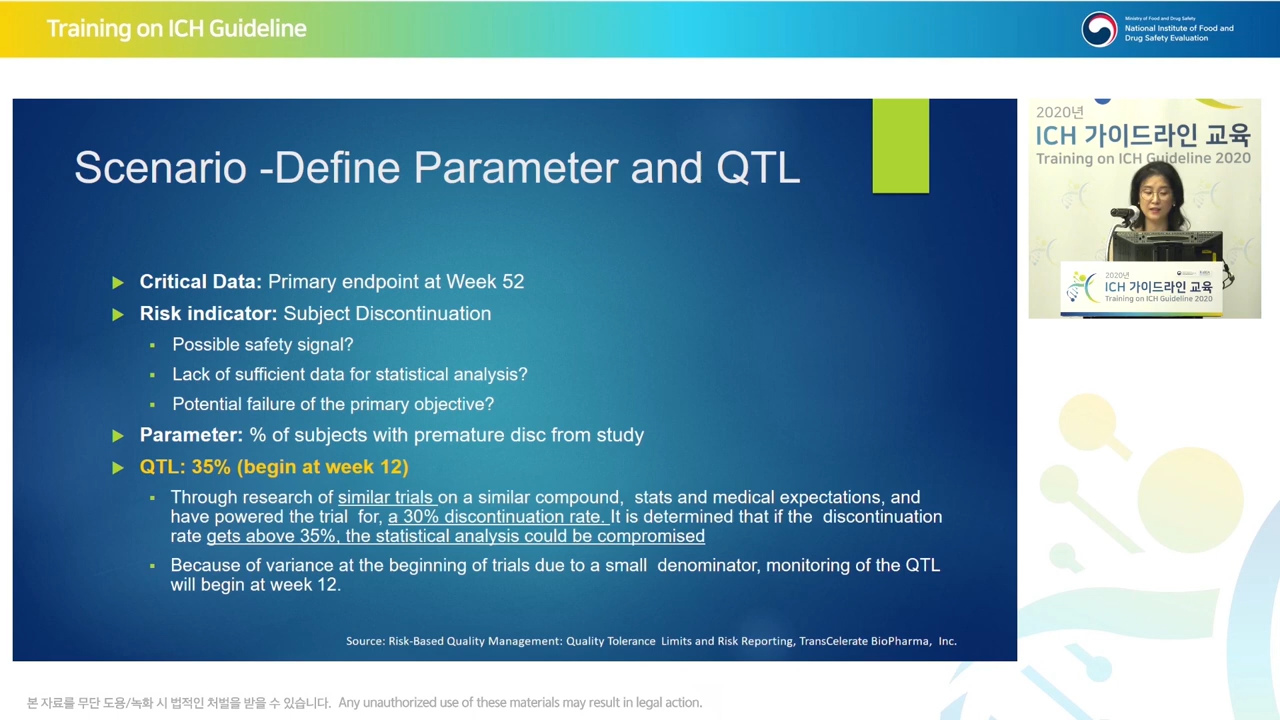 Training on ICH Guideline
Ministry of Food and Drug Safety
National Institute of Food and
Drug Safety Evaluation
Scenario -Define Parameter and QTL
Critical Data: Primary endpoint at Week 52
Risk indicator: Subject Discontinuation
Possible safety signal?
Lack of sufficient data for statistical analysis?
Potential failure of the primary objective?
Parameter: % of subjects with premature disc from study
QTL: 35% (begin at week 12)
Through research of similar trials on a similar compound, stats and medical expectations, and
have powered the trial for, a 30% discontinuation rate. It is determined that if the discontinuation
rate gets above 35%, the statistical analysis could be compromised
Because of variance at the beginning of trials due to a small denominator, monitoring of the QTL
will begin at week 12.
Source: Risk-Based Quality Management: Quality Tolerance Limits and Risk Reporting, TransCelerate BioPharma, Inc.
2020년
ICH 가이드라인 교육
Training on ICH Guideline 2020
2020년
ICH 가이드라인 교육
Training on ICH Guideline 2020
본 자료를 무단 도용/녹화 시 법적인 처벌을 받을 수 있습니다. Any unauthorized use of these materials may result in legal action.